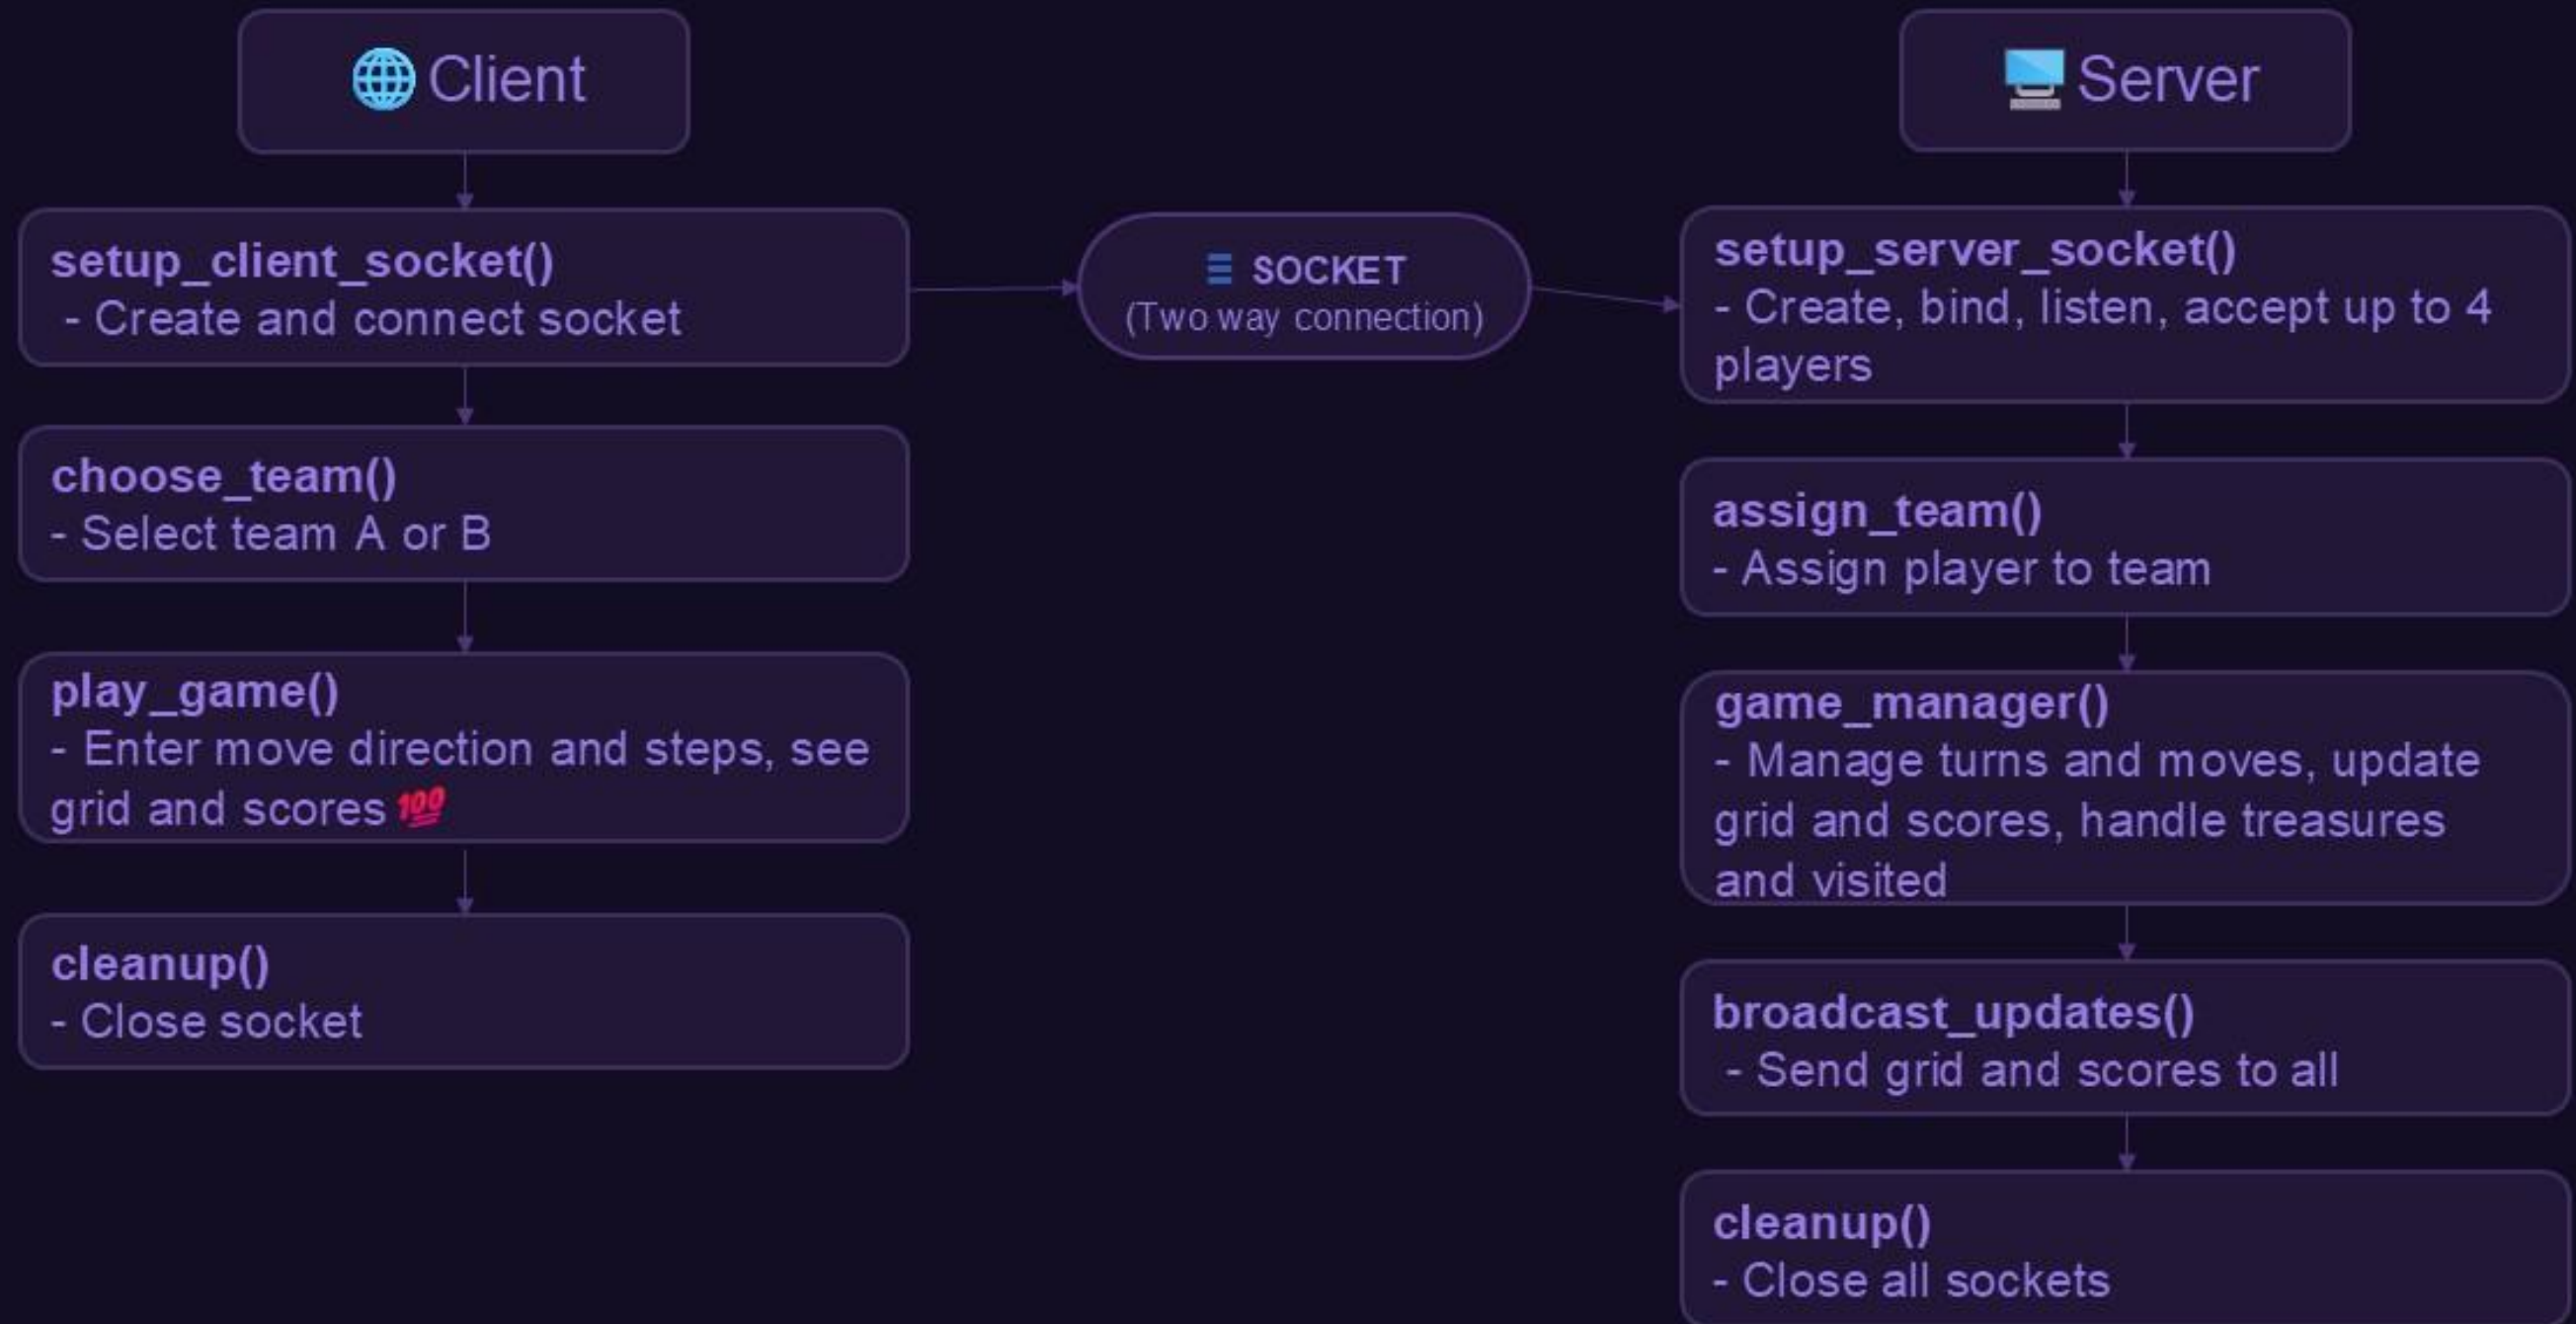 🌐 Client
setup_client_socket()
- Create and connect socket
choose_team()
- Select team A or B
play_game()
- Enter move direction and steps, see
grid and scores 💯
cleanup()
- Close socket
SOCKET
(Two way connection)
🖥️ Server
setup_server_socket()
- Create, bind, listen, accept up to 4
players
assign_team()
- Assign player to team
game_manager()
- Manage turns and moves, update
grid and scores, handle treasures
and visited
broadcast_updates()
- Send grid and scores to all
cleanup()
- Close all sockets